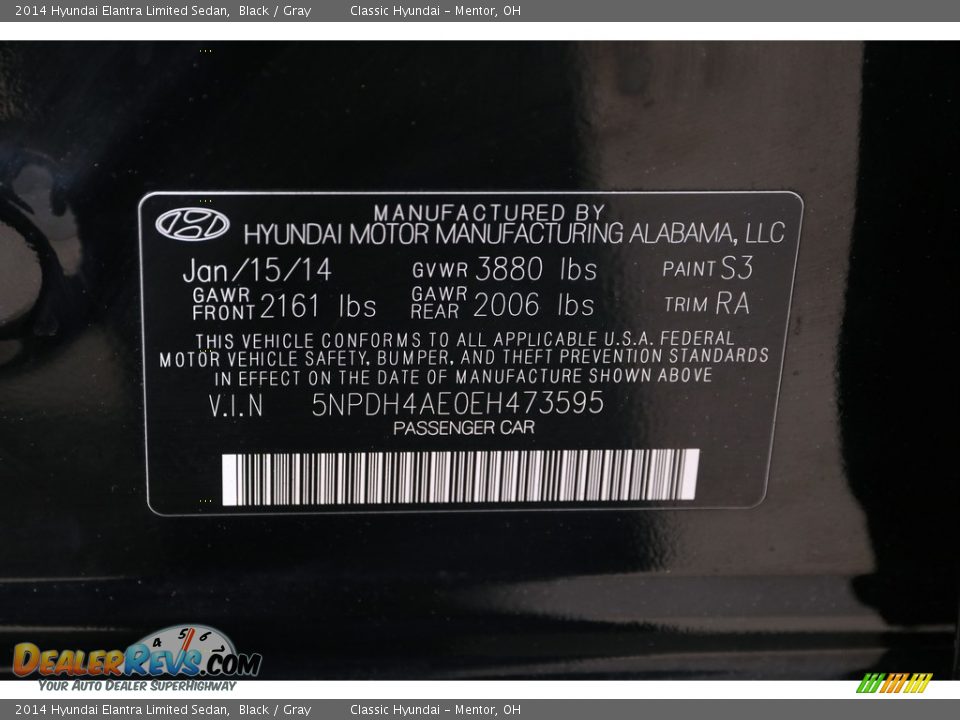 2014 Hyundai Elantra Limited Sedan, Black / Gray Classic Hyundai - Mentor, OH
MANUFACTURED BY
HYUNDAI MOTOR MANUFACTURING ALABAMA, LLC
Jan/15/14 GVWR 3880 lbs PAINT S3
GAWR FRONT 2161 lbs GAWR REAR 2006 lbs TRIM RA
THIS VEHICLE CONFORMS TO ALL APPLICABLE U.S.A. FEDERAL
MOTOR VEHICLE SAFETY, BUMPER, AND THEFT PREVENTION STANDARDS
IN EFFECT ON THE DATE OF MANUFACTURE SHOWN ABOVE
V.I.N 5NPDH4AE0EH473595
PASSENGER CAR
4 5 6 7
DEALERREVS.COM
YOUR AUTO DEALER SUPERHIGHWAY
2014 Hyundai Elantra Limited Sedan, Black / Gray Classic Hyundai - Mentor, OH